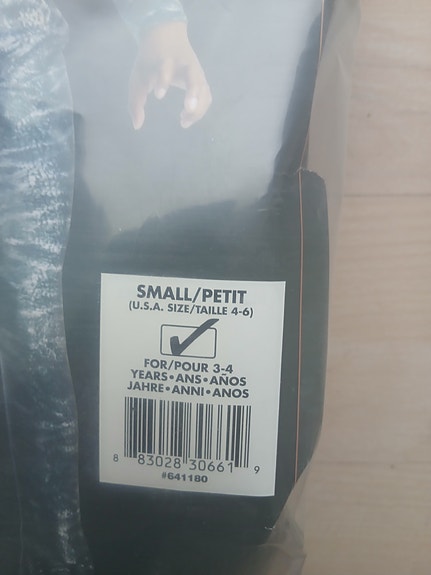 SMALL/PETIT
(U.S.A. SIZE/TAILLE 4-6)
FOR/POUR 3-4
YEARS•ANS•AÑOS
JAHRE•ANNI•ANOS
8 83028 30661 9
#641180